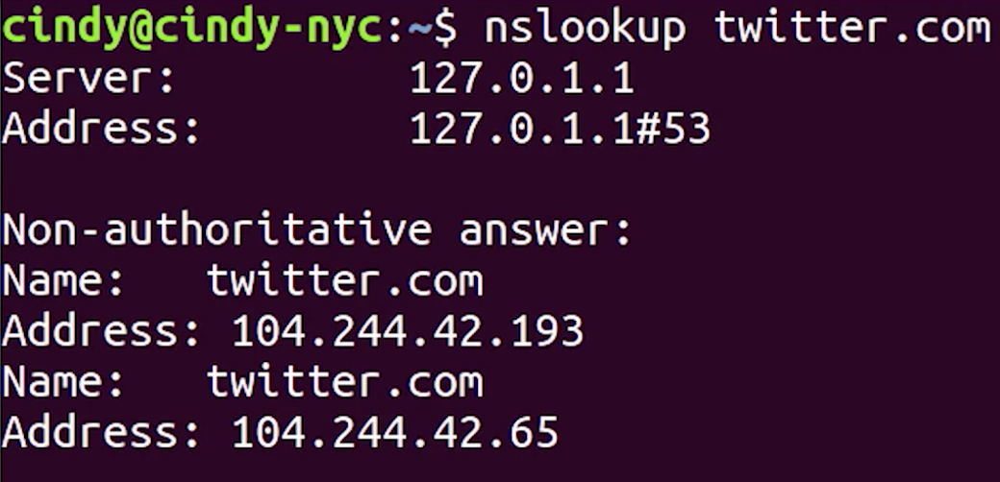 cindy@cindy-nyc:~$ nslookup twitter.com
Server: 127.0.1.1
Address: 127.0.1.1#53
Non-authoritative answer:
Name: twitter.com
Address: 104.244.42.193
Name: twitter.com
Address: 104.244.42.65